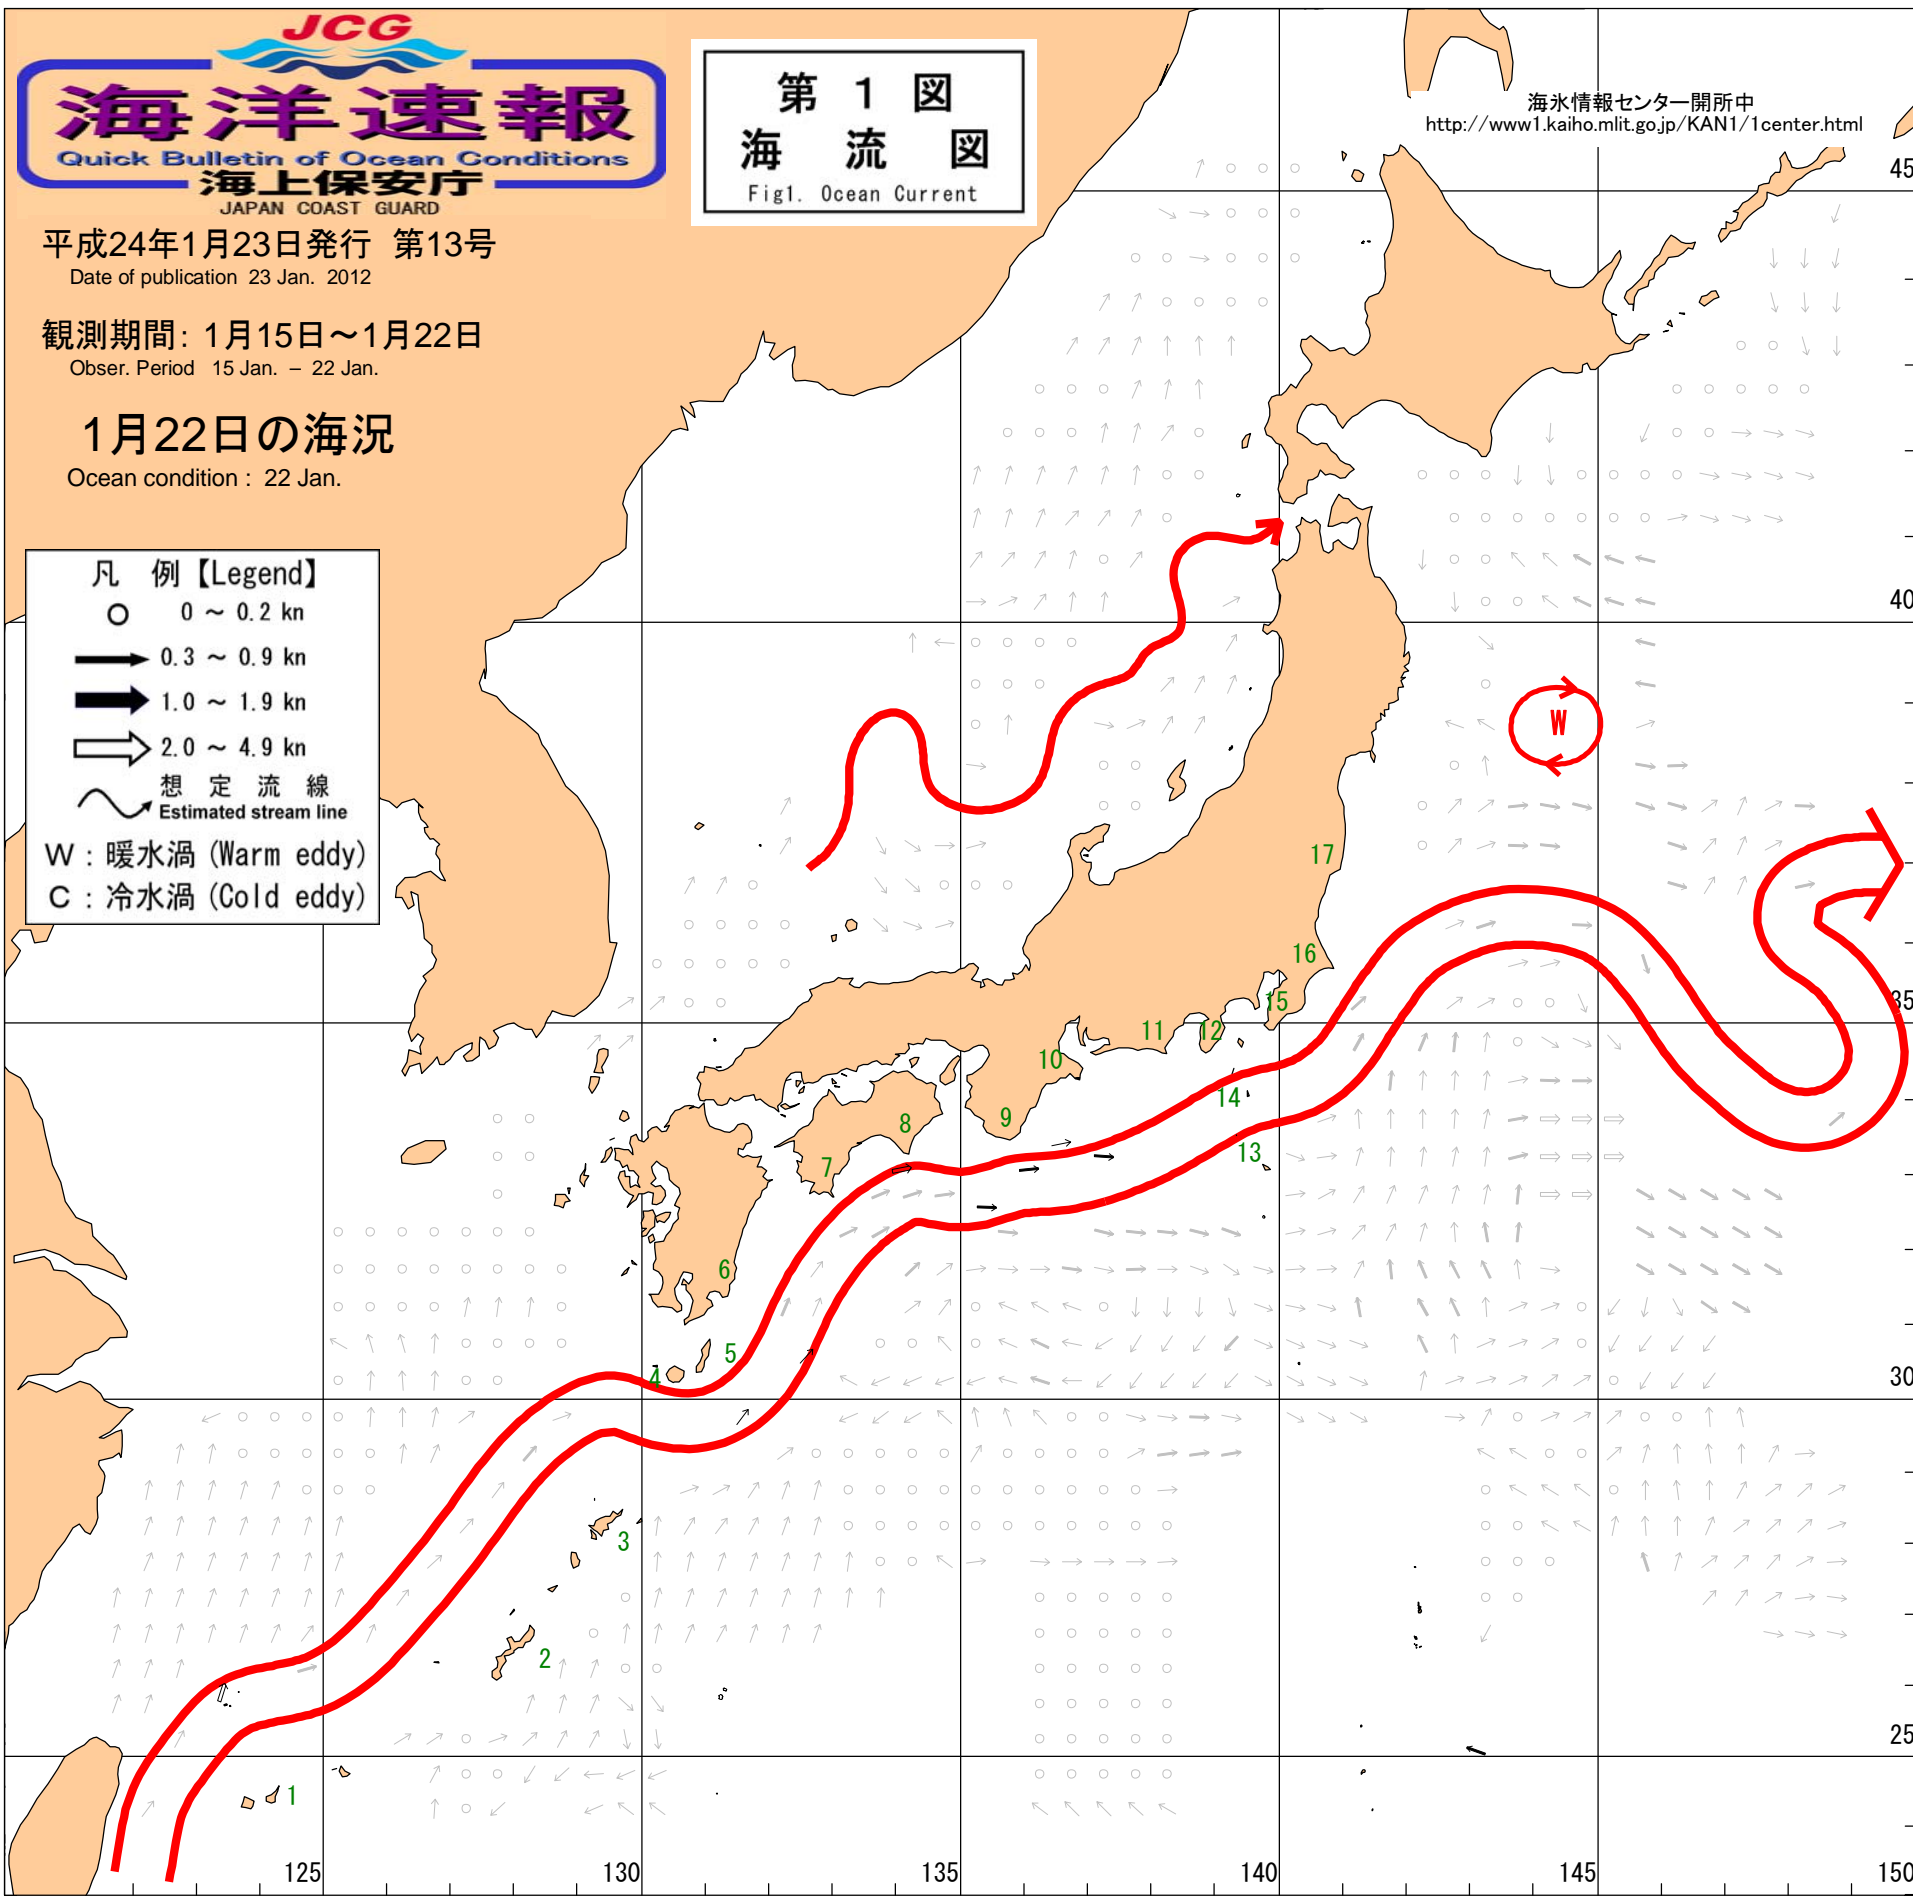 JCG
海洋速報
Quick Bulletin of Ocean Conditions
海上保安庁
JAPAN COAST GUARD
第 1 図
海 流 図
Fig1. Ocean Current
海氷情報センター開所中
http://www1.kaiho.mlit.go.jp/KAN1/1center.html
平成24年1月23日発行 第13号
Date of publication 23 Jan. 2012
観測期間: 1月15日~1月22日
Obser. Period 15 Jan. – 22 Jan.
1月22日の海況
Ocean condition : 22 Jan.
凡 例【Legend】
0 ~ 0.2 kn
0.3 ~ 0.9 kn
1.0 ~ 1.9 kn
2.0 ~ 4.9 kn
想 定 流 線
Estimated stream line
W : 暖水渦 (Warm eddy)
C : 冷水渦 (Cold eddy)
45
40
W
17
16
35
15
12
11
10
14
9
8
13
7
6
5
4
30
3
2
25
1
125
130
135
140
145
150